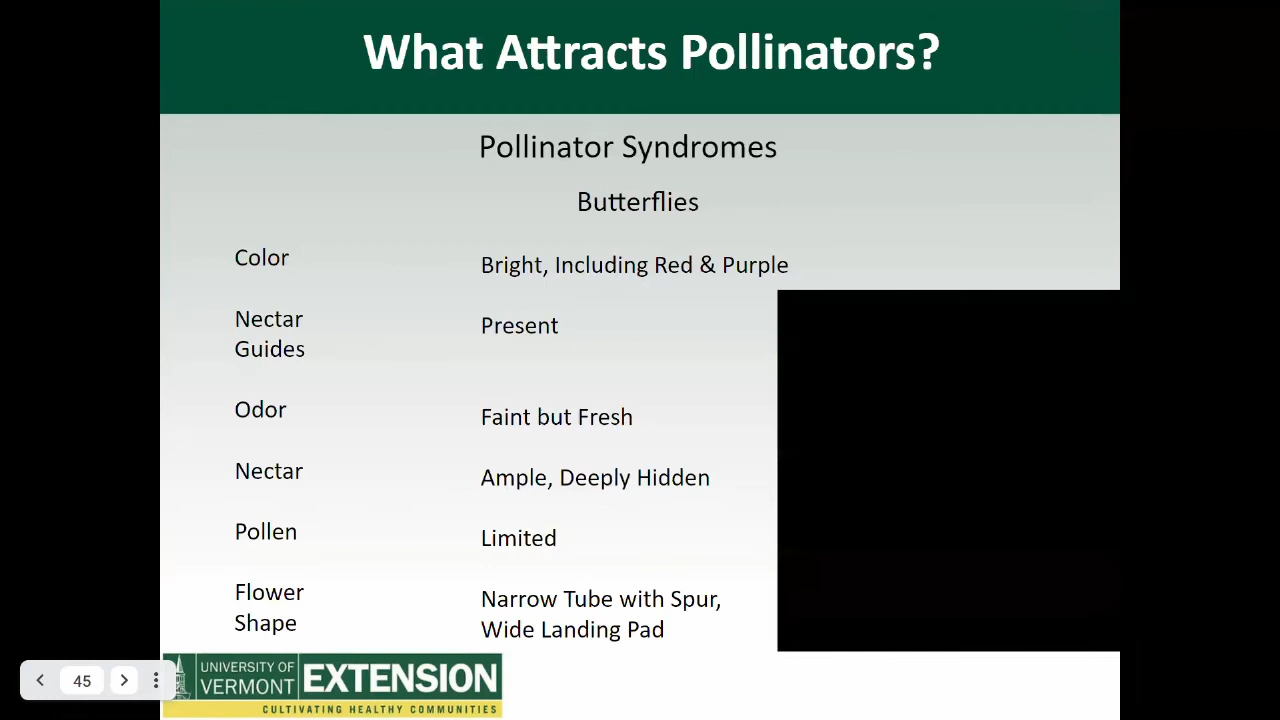 What Attracts Pollinators?
Pollinator Syndromes
Butterflies
Color
Bright, Including Red & Purple
Nectar
Guides
Present
Odor
Faint but Fresh
Nectar
Ample, Deeply Hidden
Pollen
Limited
Flower
Shape
Narrow Tube with Spur,
Wide Landing Pad
UNIVERSITY OF
VERMONT
EXTENSION
CULTIVATING HEALTHY COMMUNITIES
45